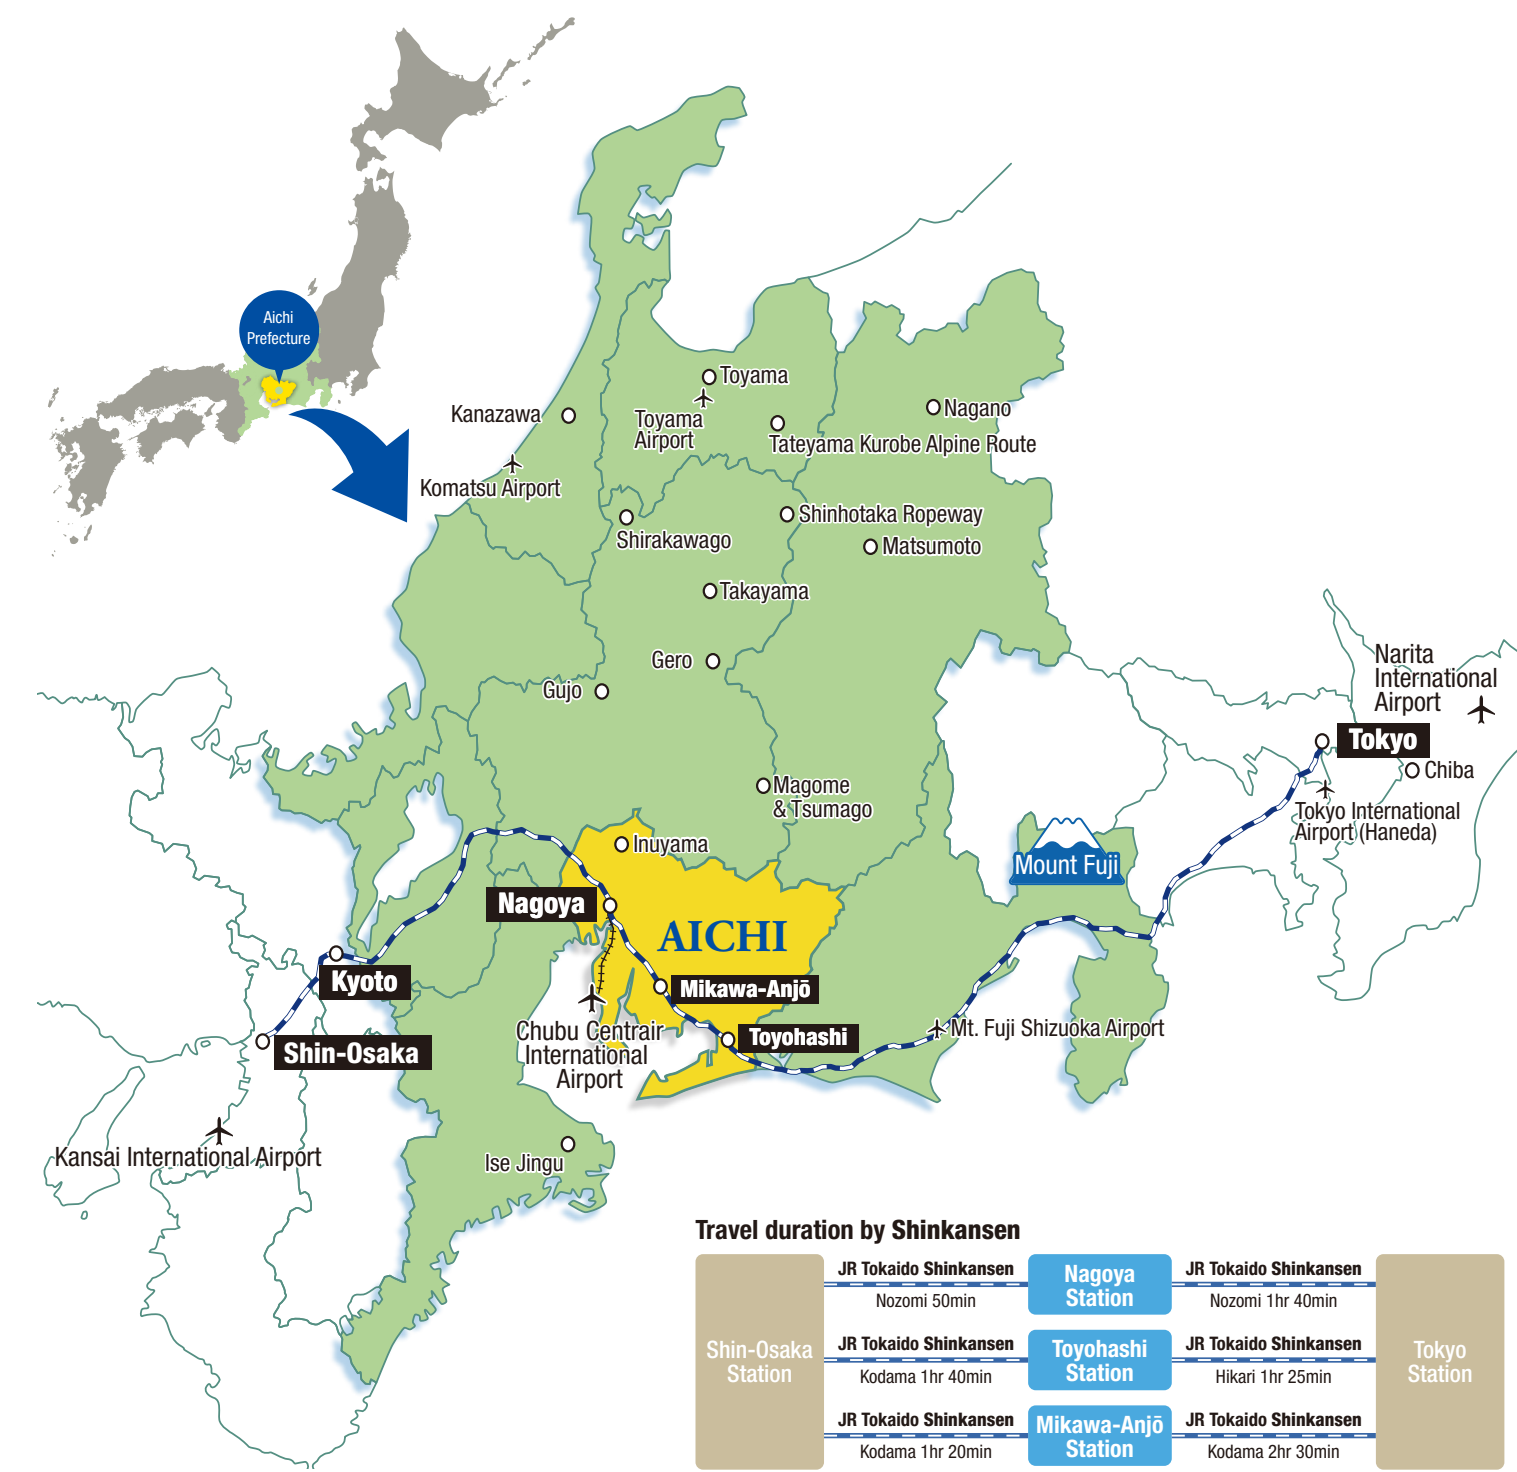 Aichi
Prefecture
Toyama
Kanazawa
Toyama
Airport
Nagano
Tateyama Kurobe Alpine Route
Komatsu Airport
Shinhotaka Ropeway
Shirakawago
Matsumoto
Takayama
Gero
Gujo
Narita
International
Airport
Tokyo
Chiba
Magome
& Tsumago
Tokyo International
Airport (Haneda)
Inuyama
Mount Fuji
Nagoya
AICHI
Kyoto
Mikawa-Anjō
Chubu Centrair
International
Airport
Toyohashi
Mt. Fuji Shizuoka Airport
Shin-Osaka
Kansai International Airport
Ise Jingu
Travel duration by Shinkansen
Shin-Osaka
Station
JR Tokaido Shinkansen
Nozomi 50min
Nagoya
Station
JR Tokaido Shinkansen
Nozomi 1hr 40min
JR Tokaido Shinkansen
Kodama 1hr 40min
Toyohashi
Station
JR Tokaido Shinkansen
Hikari 1hr 25min
JR Tokaido Shinkansen
Kodama 1hr 20min
Mikawa-Anjō
Station
JR Tokaido Shinkansen
Kodama 2hr 30min
Tokyo
Station